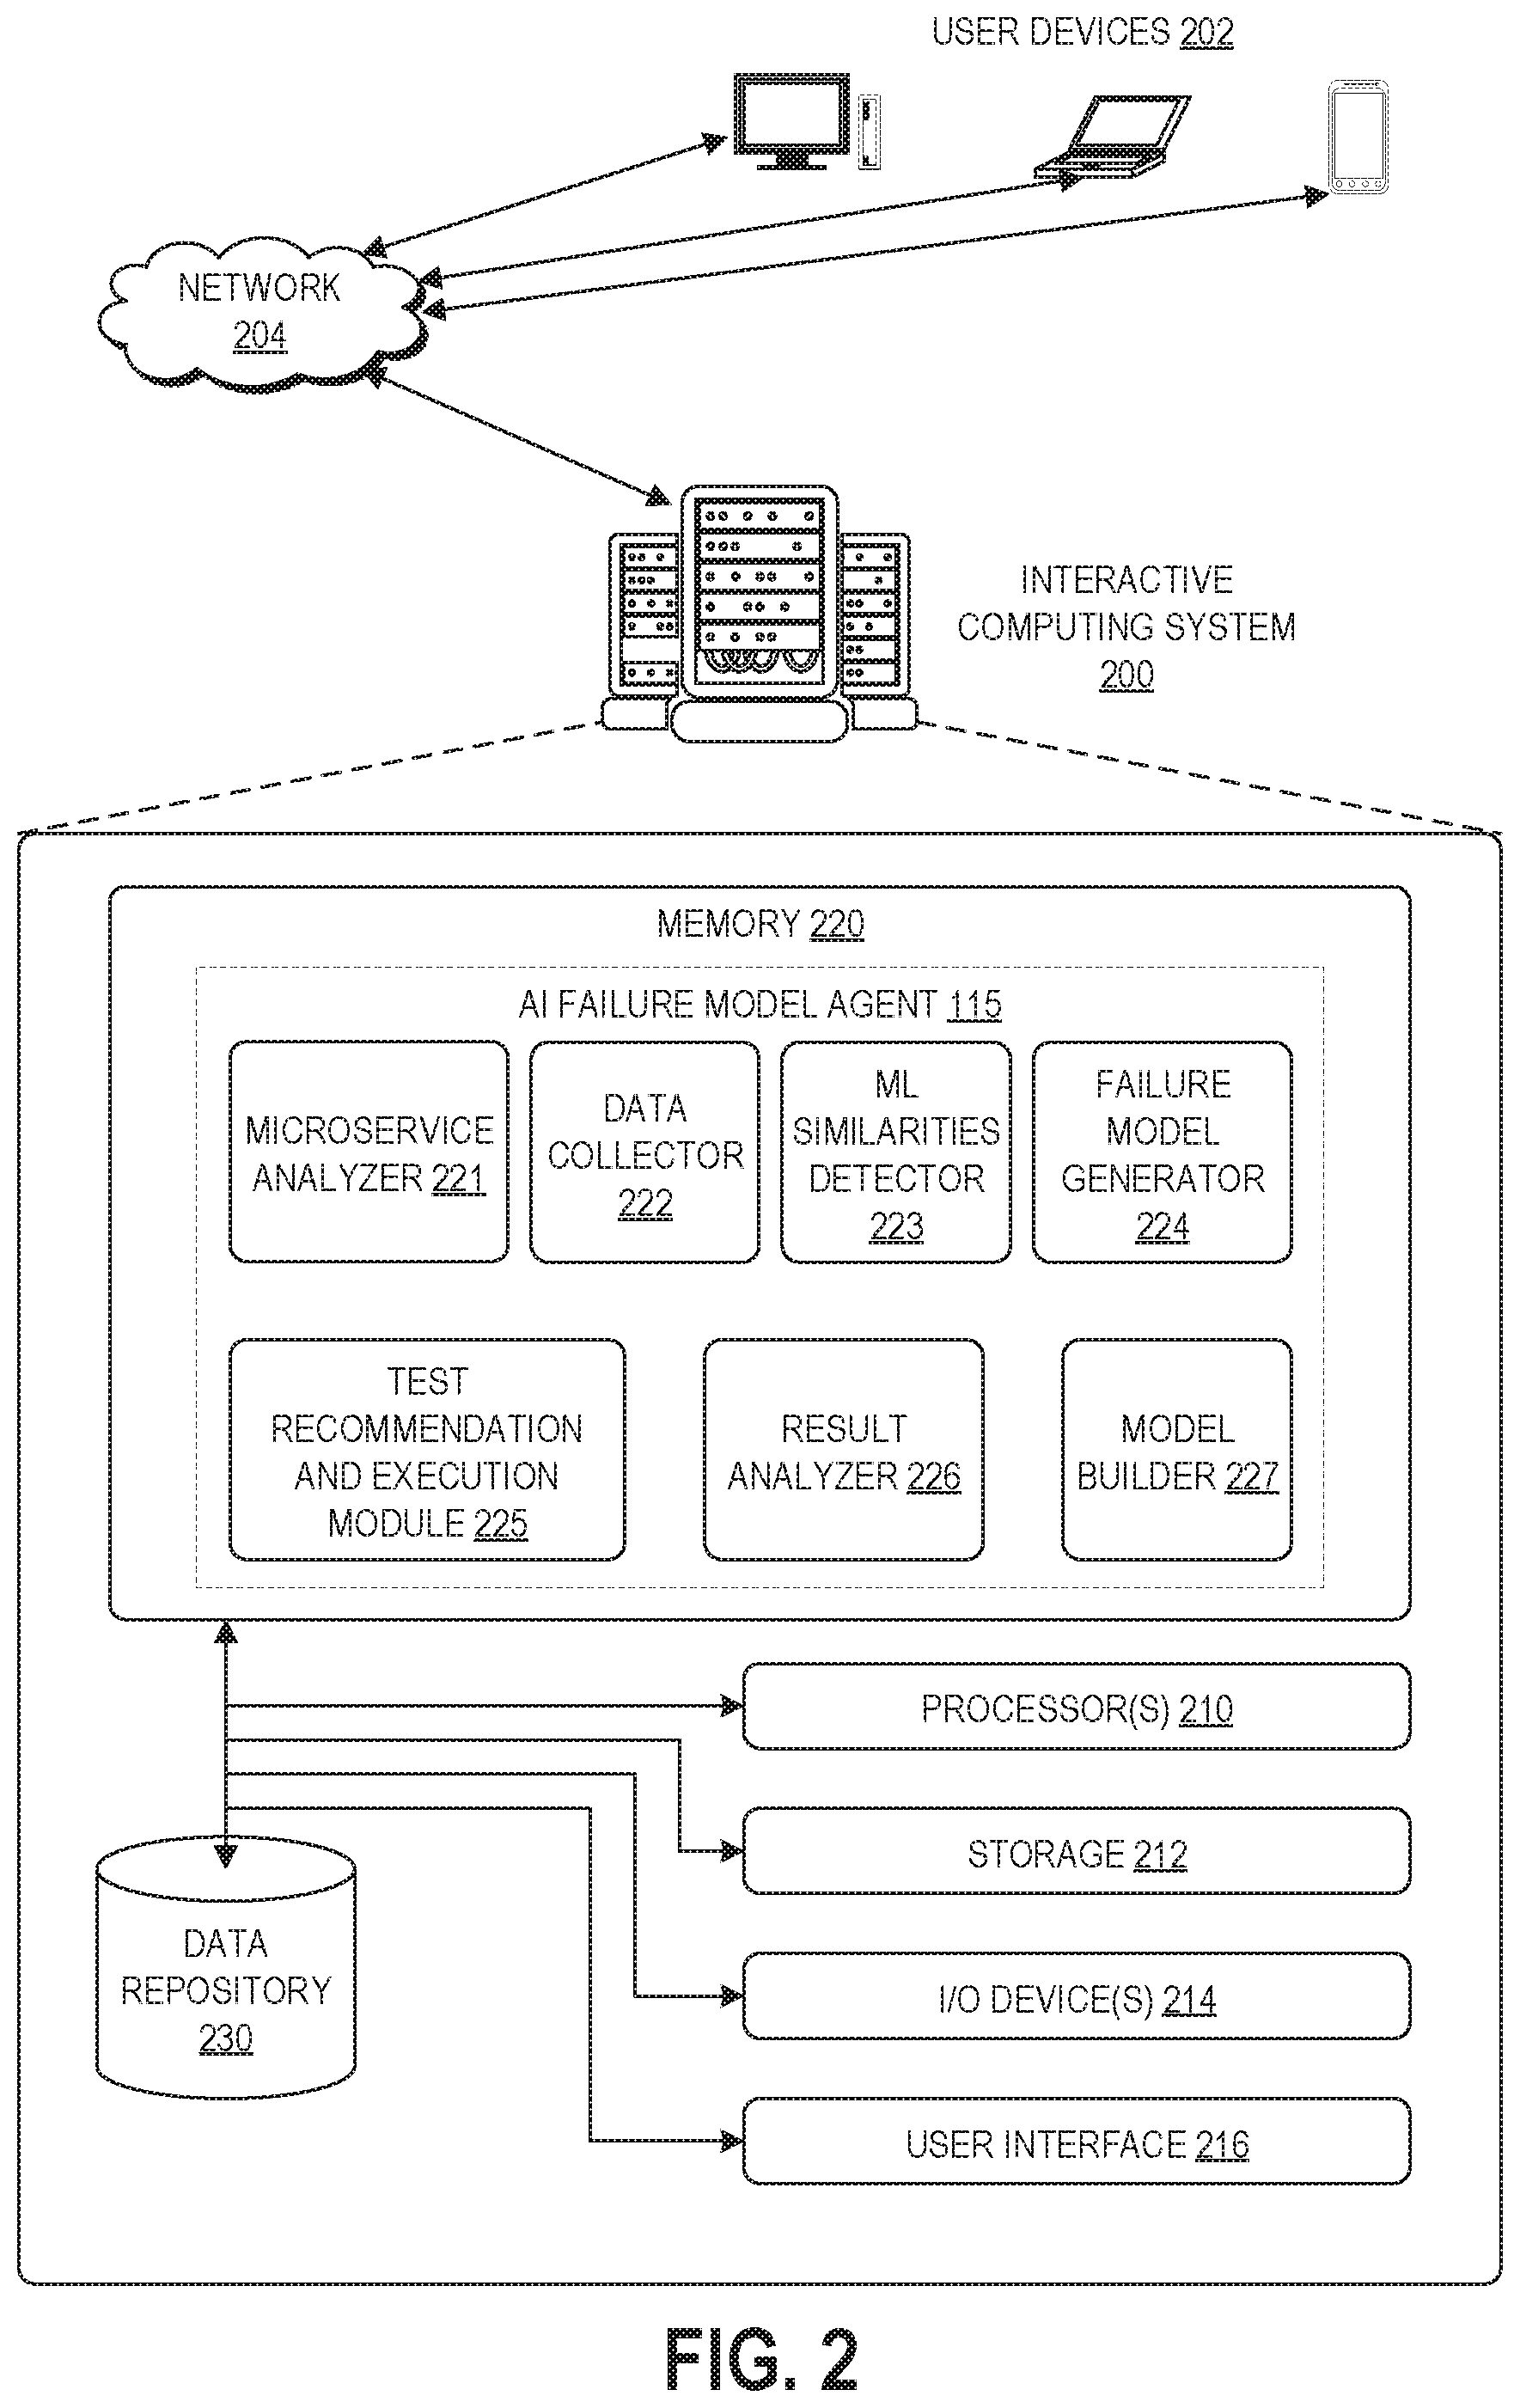 USER DEVICES 202
NETWORK
204
INTERACTIVE
COMPUTING SYSTEM
200
MEMORY 220
AI FAILURE MODEL AGENT 115
MICROSERVICE
ANALYZER 221
DATA
COLLECTOR
222
ML
SIMILARITIES
DETECTOR
223
FAILURE
MODEL
GENERATOR
224
TEST
RECOMMENDATION
AND EXECUTION
MODULE 225
RESULT
ANALYZER 226
MODEL
BUILDER 227
PROCESSOR(S) 210
STORAGE 212
I/O DEVICE(S) 214
USER INTERFACE 216
DATA
REPOSITORY
230
FIG. 2